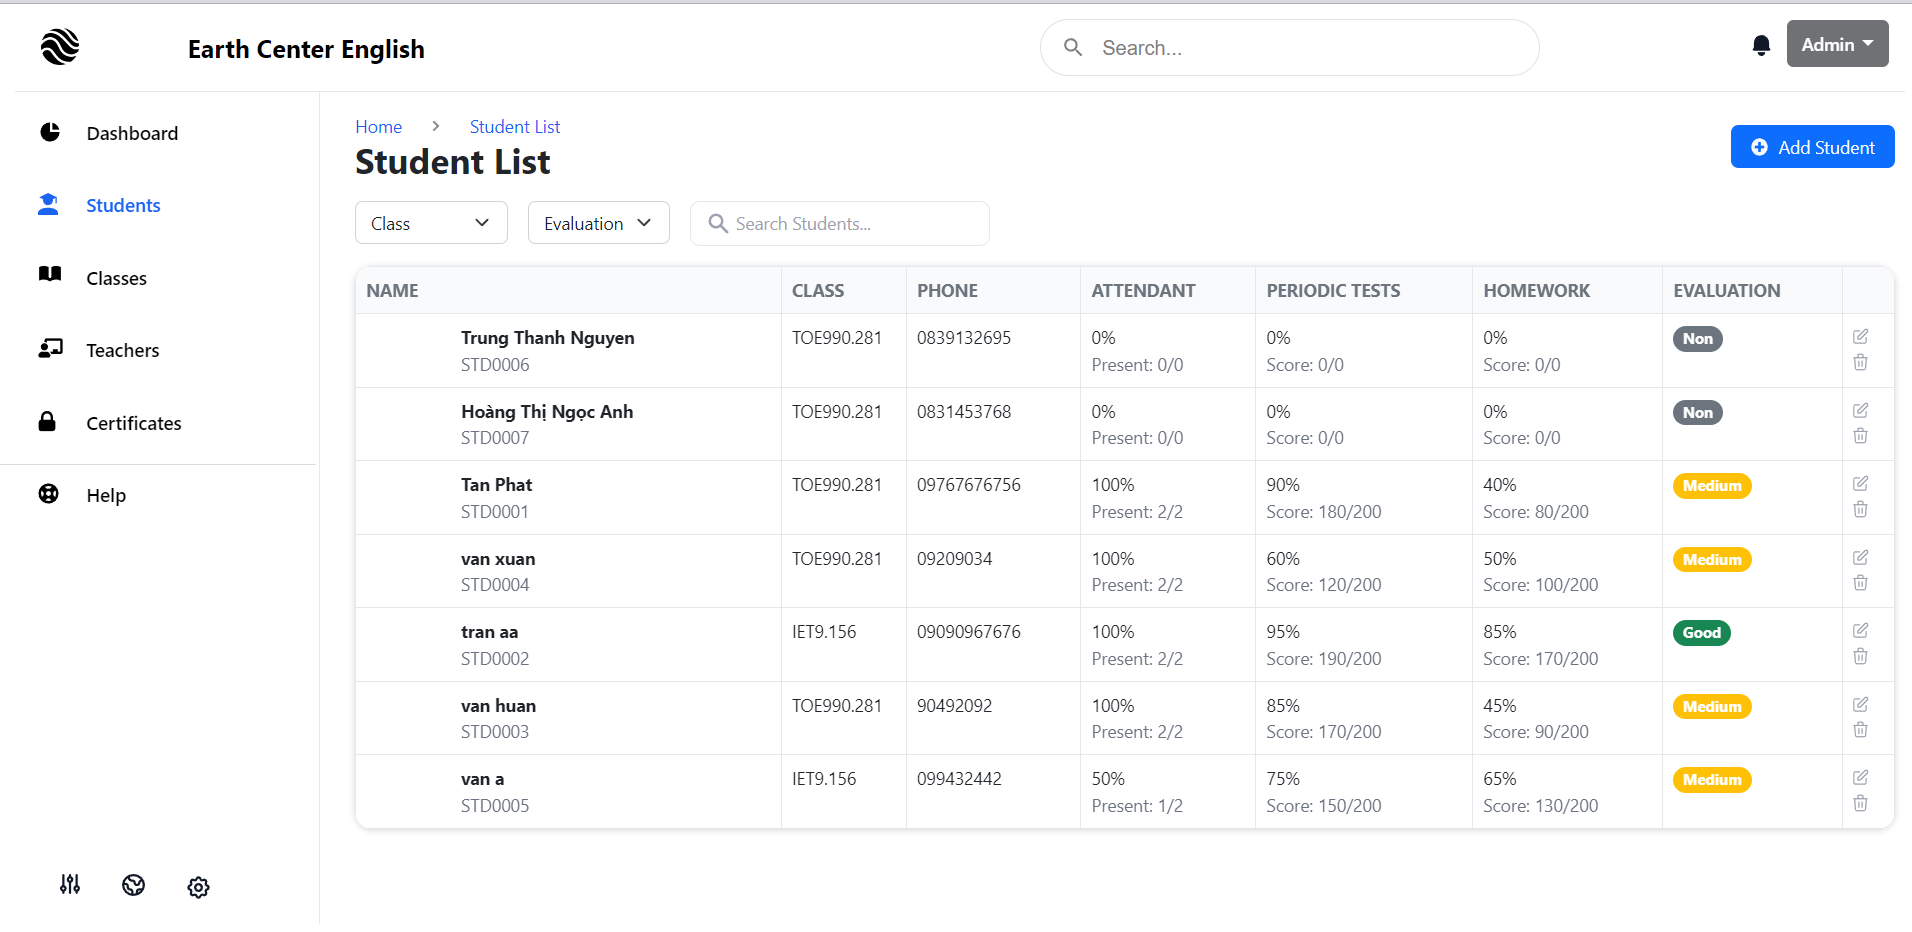 Earth Center English
Search...
Admin
Dashboard
Students
Classes
Teachers
Certificates
Help
Home > Student List
Student List
Add Student
Class
Evaluation
Search Students...
NAME CLASS PHONE ATTENDANT PERIODIC TESTS HOMEWORK EVALUATION
Trung Thanh Nguyen TOE990.281 0839132695 0% 0% 0% Non
STD0006 Present: 0/0 Score: 0/0 Score: 0/0
Hoàng Thị Ngọc Anh TOE990.281 0831453768 0% 0% 0% Non
STD0007 Present: 0/0 Score: 0/0 Score: 0/0
Tan Phat TOE990.281 09767676756 100% 90% 40% Medium
STD0001 Present: 2/2 Score: 180/200 Score: 80/200
van xuan TOE990.281 09209034 100% 60% 50% Medium
STD0004 Present: 2/2 Score: 120/200 Score: 100/200
tran aa IET9.156 09090967676 100% 95% 85% Good
STD0002 Present: 2/2 Score: 190/200 Score: 170/200
van huan TOE990.281 90492092 100% 85% 45% Medium
STD0003 Present: 2/2 Score: 170/200 Score: 90/200
van a IET9.156 099432442 50% 75% 65% Medium
STD0005 Present: 1/2 Score: 150/200 Score: 130/200